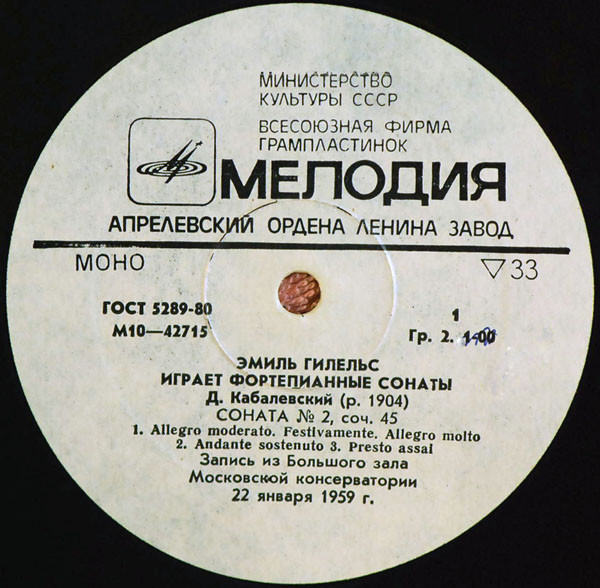 МИНИСТЕРСТВО
КУЛЬТУРЫ СССР
ВСЕСОЮЗНАЯ ФИРМА
ГРАМПЛАСТИНОК
МЕЛОДИЯ
АПРЕЛЕВСКИЙ ОРДЕНА ЛЕНИНА ЗАВОД
МОНО
▽33
ГОСТ 5289-80
М10—42715
1
Гр. 2. 1-00
ЭМИЛЬ ГИЛЕЛЬС
ИГРАЕТ ФОРТЕПИАННЫЕ СОНАТЫ
Д. Кабалевский (р. 1904)
СОНАТА № 2, соч. 45
1. Allegro moderato. Festivamente. Allegro molto
2. Andante sostenuto 3. Presto assai
Запись из Большого зала
Московской консерватории
22 января 1959 г.